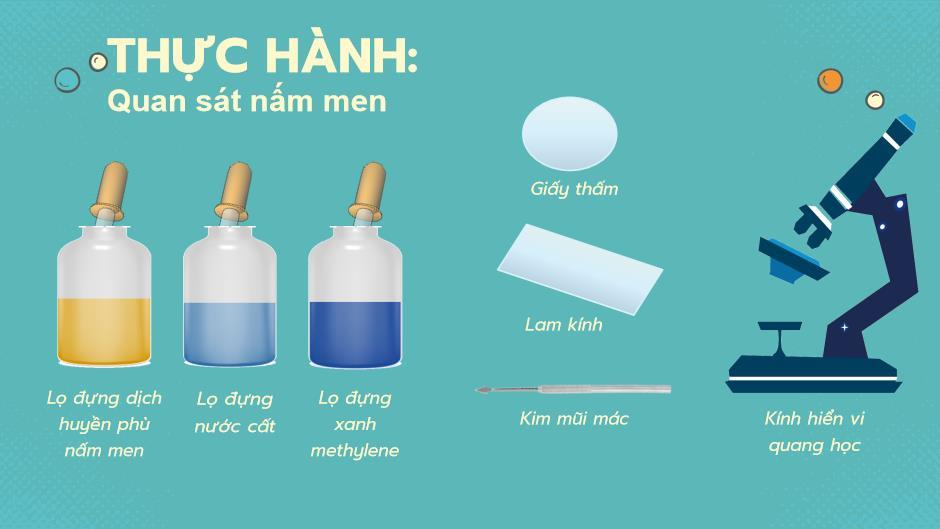 THỰC HÀNH:
Quan sát nấm men
Giấy thấm
Lam kính
Kim mũi mác
Lọ đựng dịch
huyền phù
nấm men
Lọ đựng
nước cất
Lọ đựng
xanh
methylene
Kính hiển vi
quang học